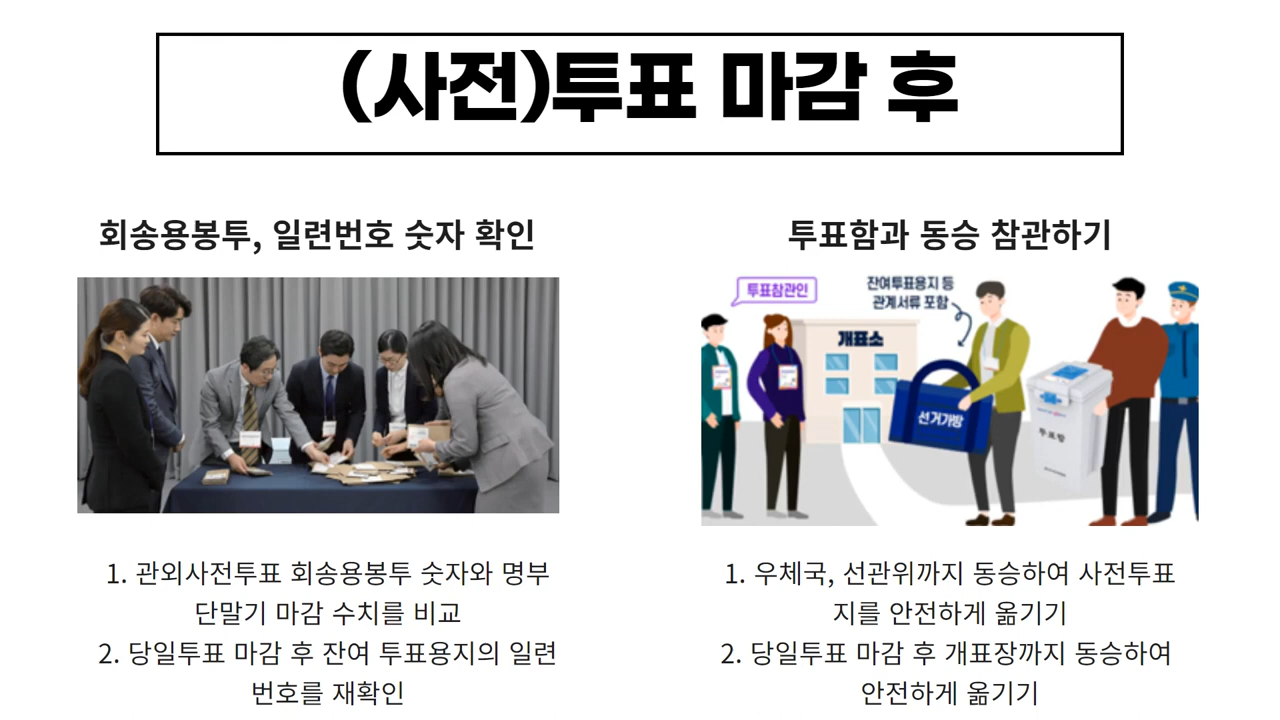 (사전)투표 마감 후
회송용봉투, 일련번호 숫자 확인
1. 관외사전투표 회송용봉투 숫자와 명부
단말기 마감 수치를 비교
2. 당일투표 마감 후 잔여 투표용지의 일련
번호를 재확인
투표함과 동승 참관하기
투표참관인
잔여투표용지 등
관계서류 포함
개표소
선거가방
투표함
1. 우체국, 선관위까지 동승하여 사전투표
지를 안전하게 옮기기
2. 당일투표 마감 후 개표장까지 동승하여
안전하게 옮기기